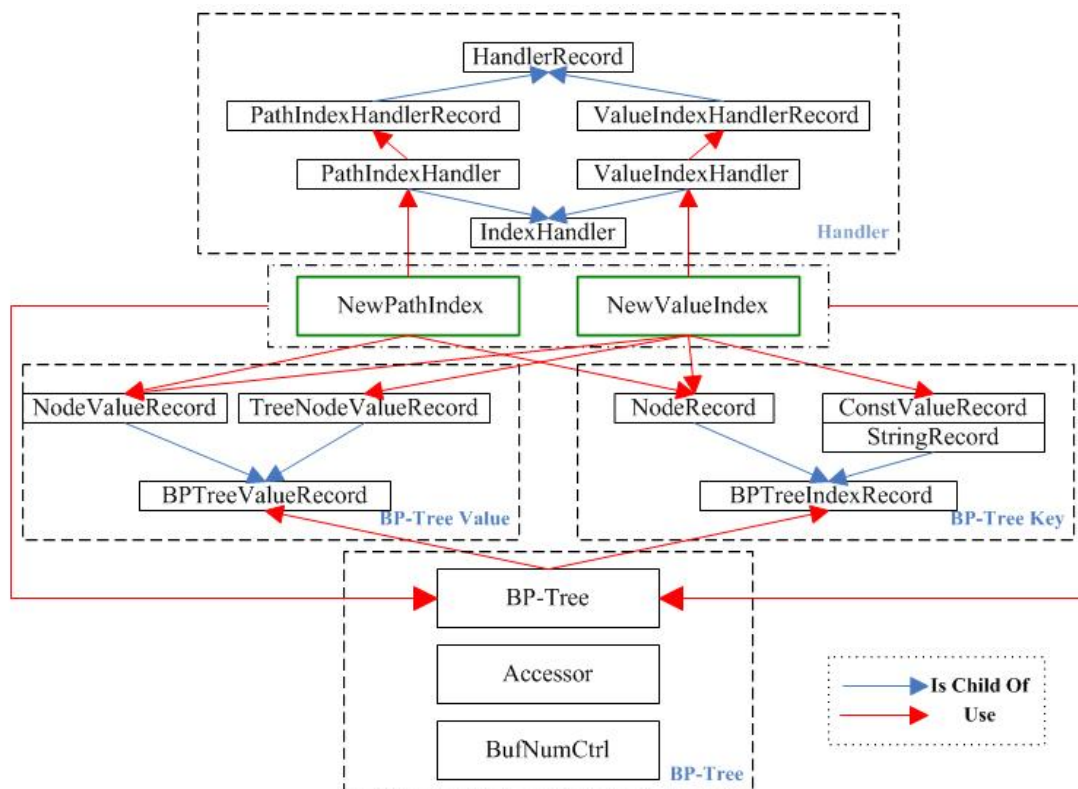 HandlerRecord
PathIndexHandlerRecord
ValueIndexHandlerRecord
PathIndexHandler
ValueIndexHandler
IndexHandler
Handler
NewPathIndex
NewValueIndex
NodeValueRecord
TreeNodeValueRecord
NodeRecord
ConstValueRecord
StringRecord
BPTreeValueRecord
BPTreeIndexRecord
BP-Tree Value
BP-Tree Key
BP-Tree
Accessor
BufNumCtrl
BP-Tree
Is Child Of
Use